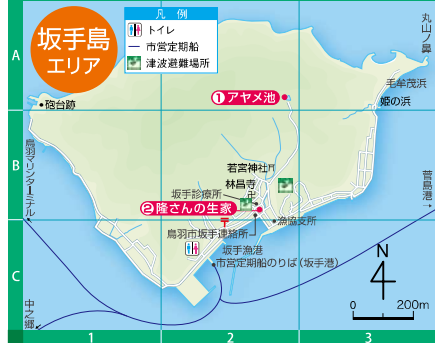 坂手島
エリア
凡例
トイレ
市営定期船
津波避難場所
A
B
C
1
2
3
丸山ノ鼻
毛牟茂浜
姫の浜
①アヤメ池
砲台跡
若宮神社
林昌寺
坂手診療所
②隆さんの生家
漁協支所
鳥羽市坂手連絡所
坂手漁港
市営定期船のりば(坂手港)
鳥羽マリンターミナル
菅島港
中之郷
N
0 200m